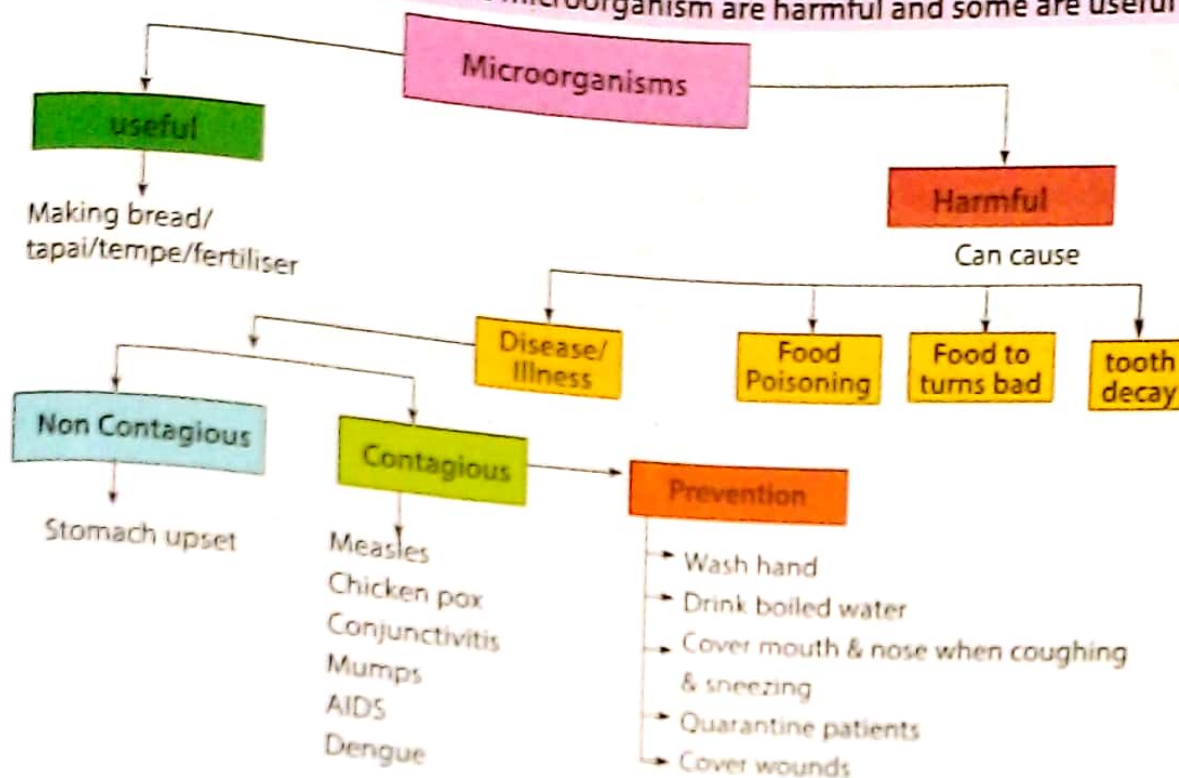 microorganism are harmful and some are useful
Microorganisms
useful
Making bread/
tapai/tempe/fertiliser
Harmful
Can cause
Disease/
Illness
Food
Poisoning
Food to
turns bad
tooth
decay
Non Contagious
Stomach upset
Contagious
Measles
Chicken pox
Conjunctivitis
Mumps
AIDS
Dengue
Prevention
Wash hand
Drink boiled water
Cover mouth & nose when coughing
& sneezing
Quarantine patients
Cover wounds